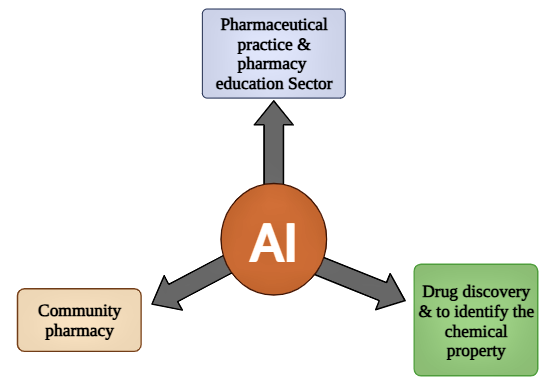 Pharmaceutical
practice &
pharmacy
education Sector
AI
Community
pharmacy
Drug discovery
& to identify the
chemical
property